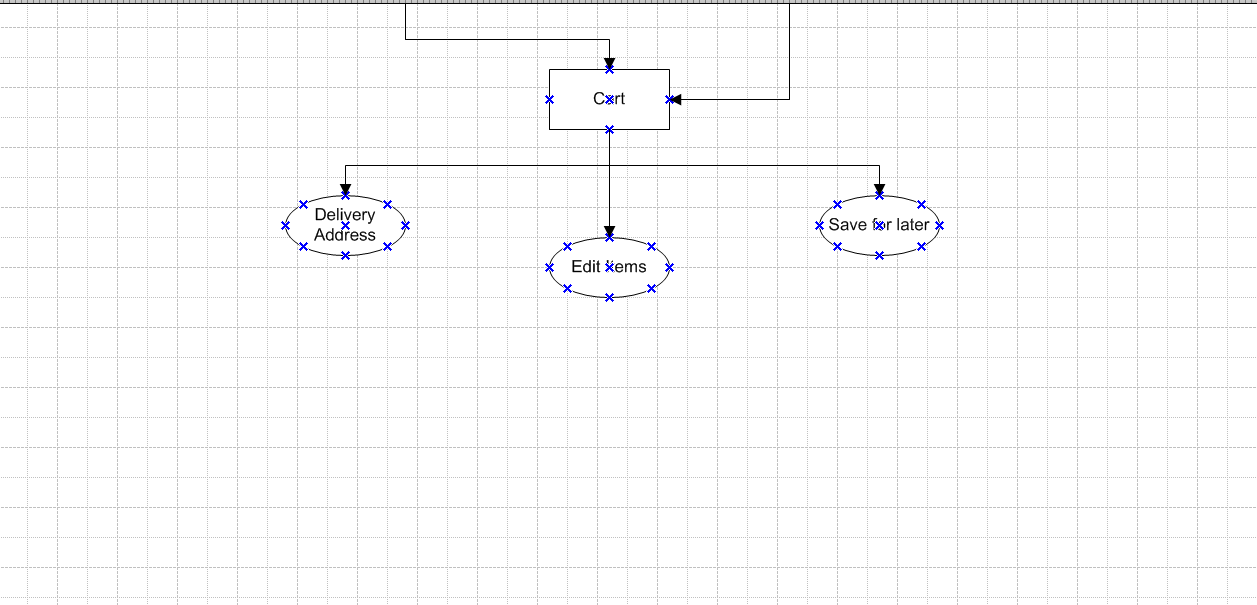 Cart
Delivery
Address
Save for later
Edit Items